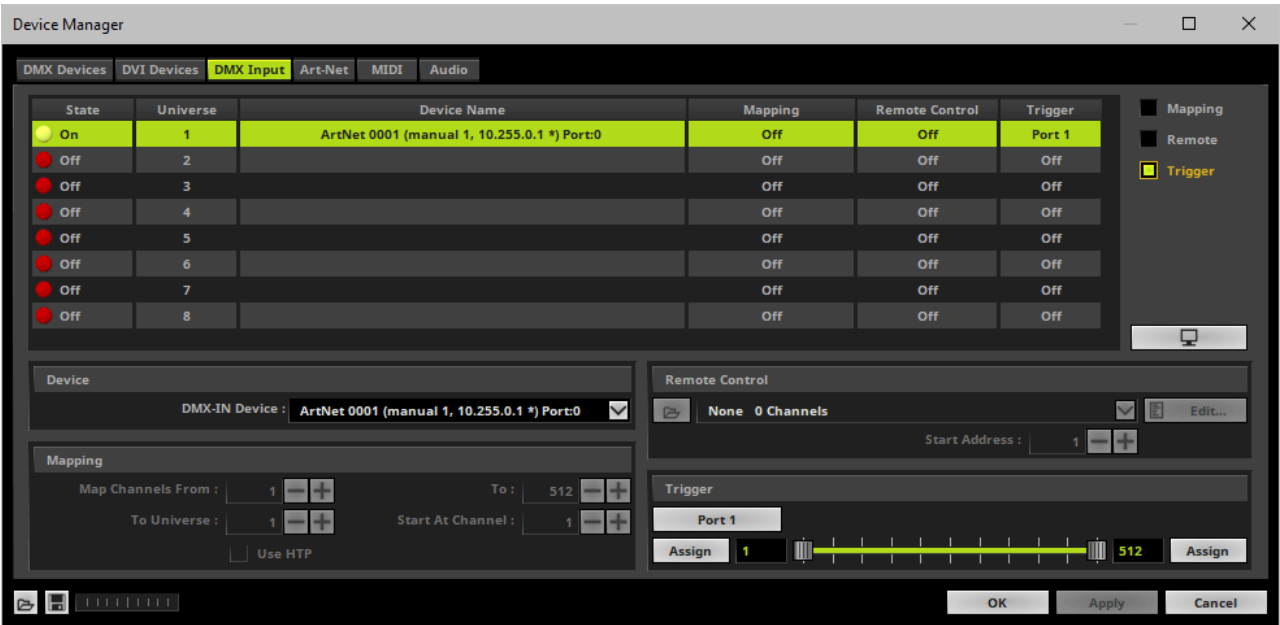 Device Manager
DMX Devices DVI Devices DMX Input Art-Net MIDI Audio
State Universe Device Name Mapping Remote Control Trigger
On 1 ArtNet 0001 (manual 1, 10.255.0.1 *) Port:0 Off Off Port 1
Off 2 Off Off Off
Off 3 Off Off Off
Off 4 Off Off Off
Off 5 Off Off Off
Off 6 Off Off Off
Off 7 Off Off Off
Off 8 Off Off Off
Mapping
Remote
Trigger
Device
DMX-IN Device : ArtNet 0001 (manual 1, 10.255.0.1 *) Port:0
Mapping
Map Channels From : 1 To : 512
To Universe : 1 Start At Channel : 1
Use HTP
Remote Control
None 0 Channels Edit...
Start Address : 1
Trigger
Port 1
Assign 1 512 Assign
OK Apply Cancel